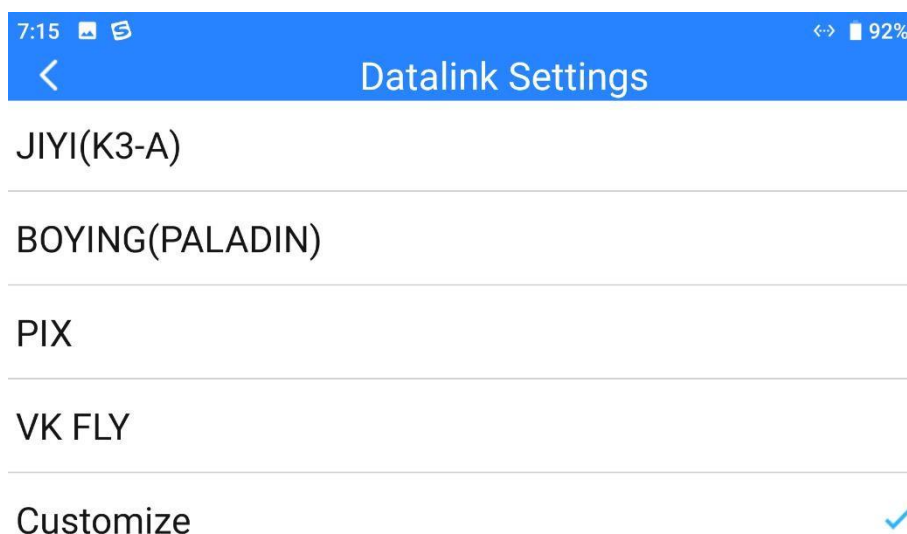 7:15 92%
Datalink Settings
JIYI(K3-A)
BOYING(PALADIN)
PIX
VK FLY
Customize